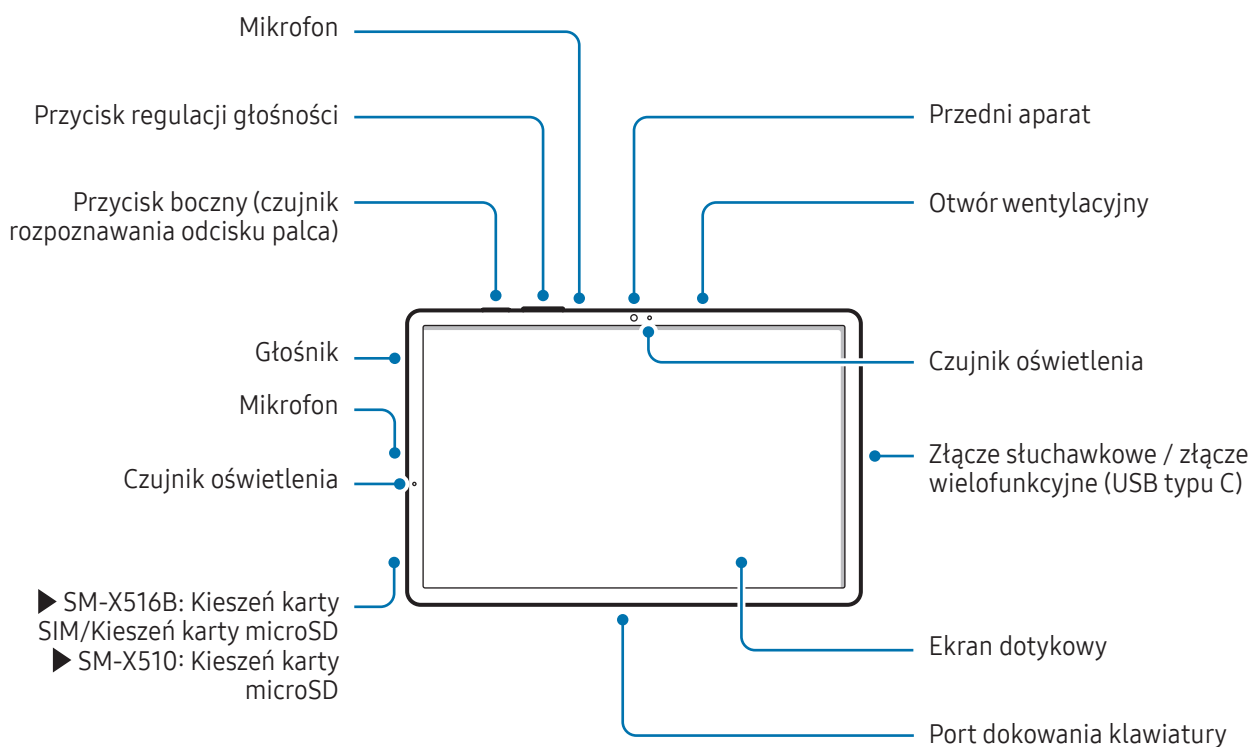 Mikrofon
Przycisk regulacji głośności
Przycisk boczny (czujnik
rozpoznawania odcisku palca)
Głośnik
Mikrofon
Czujnik oświetlenia
▶ SM-X516B: Kieszeń karty
SIM/Kieszeń karty microSD
▶ SM-X510: Kieszeń karty
microSD
Przedni aparat
Otwór wentylacyjny
Czujnik oświetlenia
Złącze słuchawkowe / złącze
wielofunkcyjne (USB typu C)
Ekran dotykowy
Port dokowania klawiatury